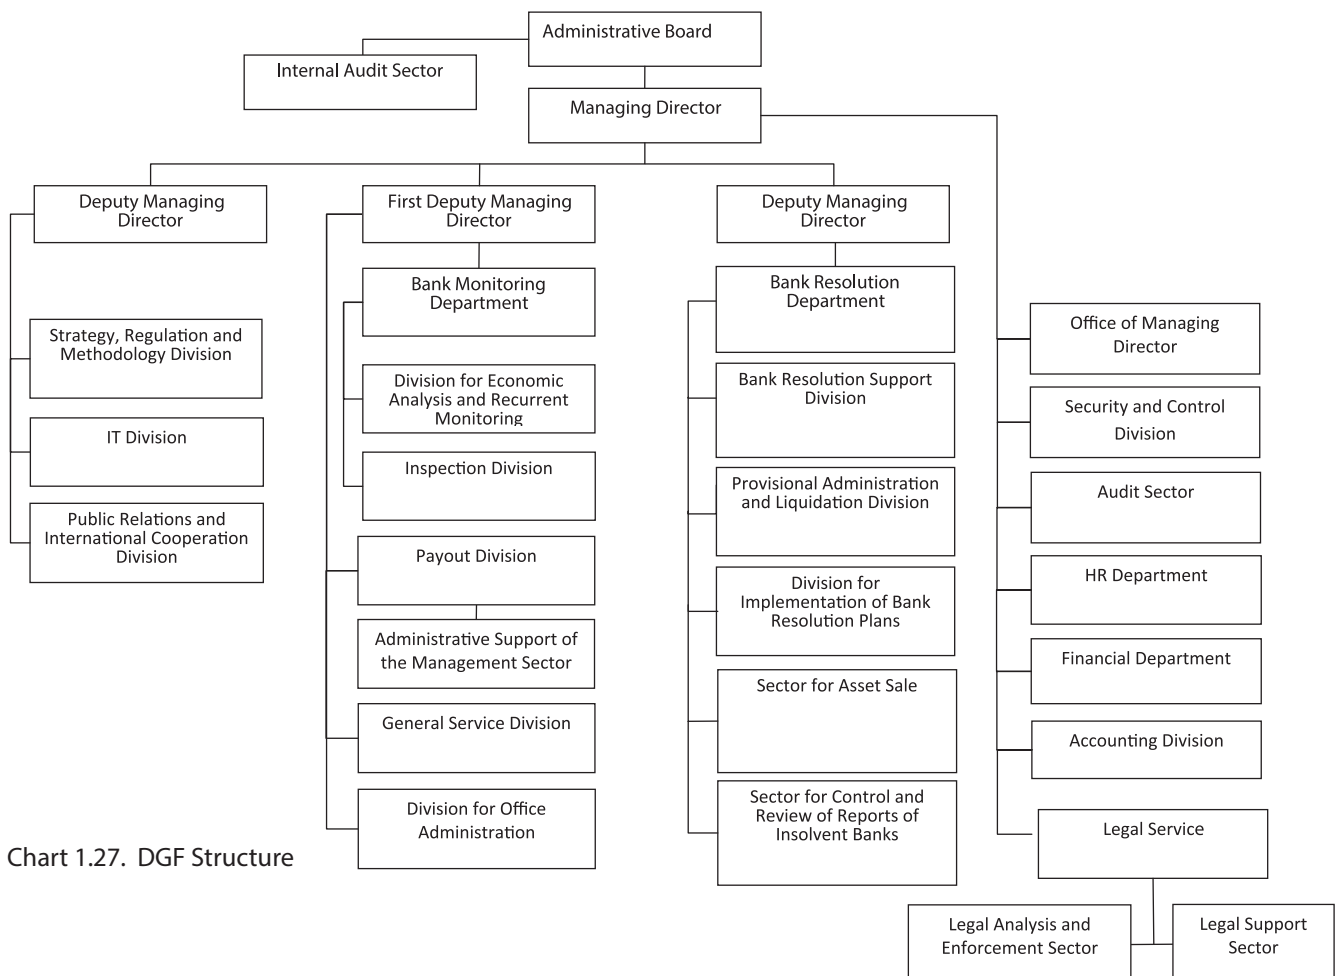 Administrative Board
Internal Audit Sector
Managing Director
Deputy Managing
Director
First Deputy Managing
Director
Deputy Managing
Director
Strategy, Regulation and
Methodology Division
IT Division
Public Relations and
International Cooperation
Division
Bank Monitoring
Department
Division for Economic
Analysis and Recurrent
Monitoring
Inspection Division
Payout Division
Administrative Support of
the Management Sector
General Service Division
Division for Office
Administration
Bank Resolution
Department
Bank Resolution Support
Division
Provisional Administration
and Liquidation Division
Division for
Implementation of Bank
Resolution Plans
Sector for Asset Sale
Sector for Control and
Review of Reports of
Insolvent Banks
Office of Managing
Director
Security and Control
Division
Audit Sector
HR Department
Financial Department
Accounting Division
Legal Service
Legal Analysis and
Enforcement Sector
Legal Support
Sector
Chart 1.27. DGF Structure